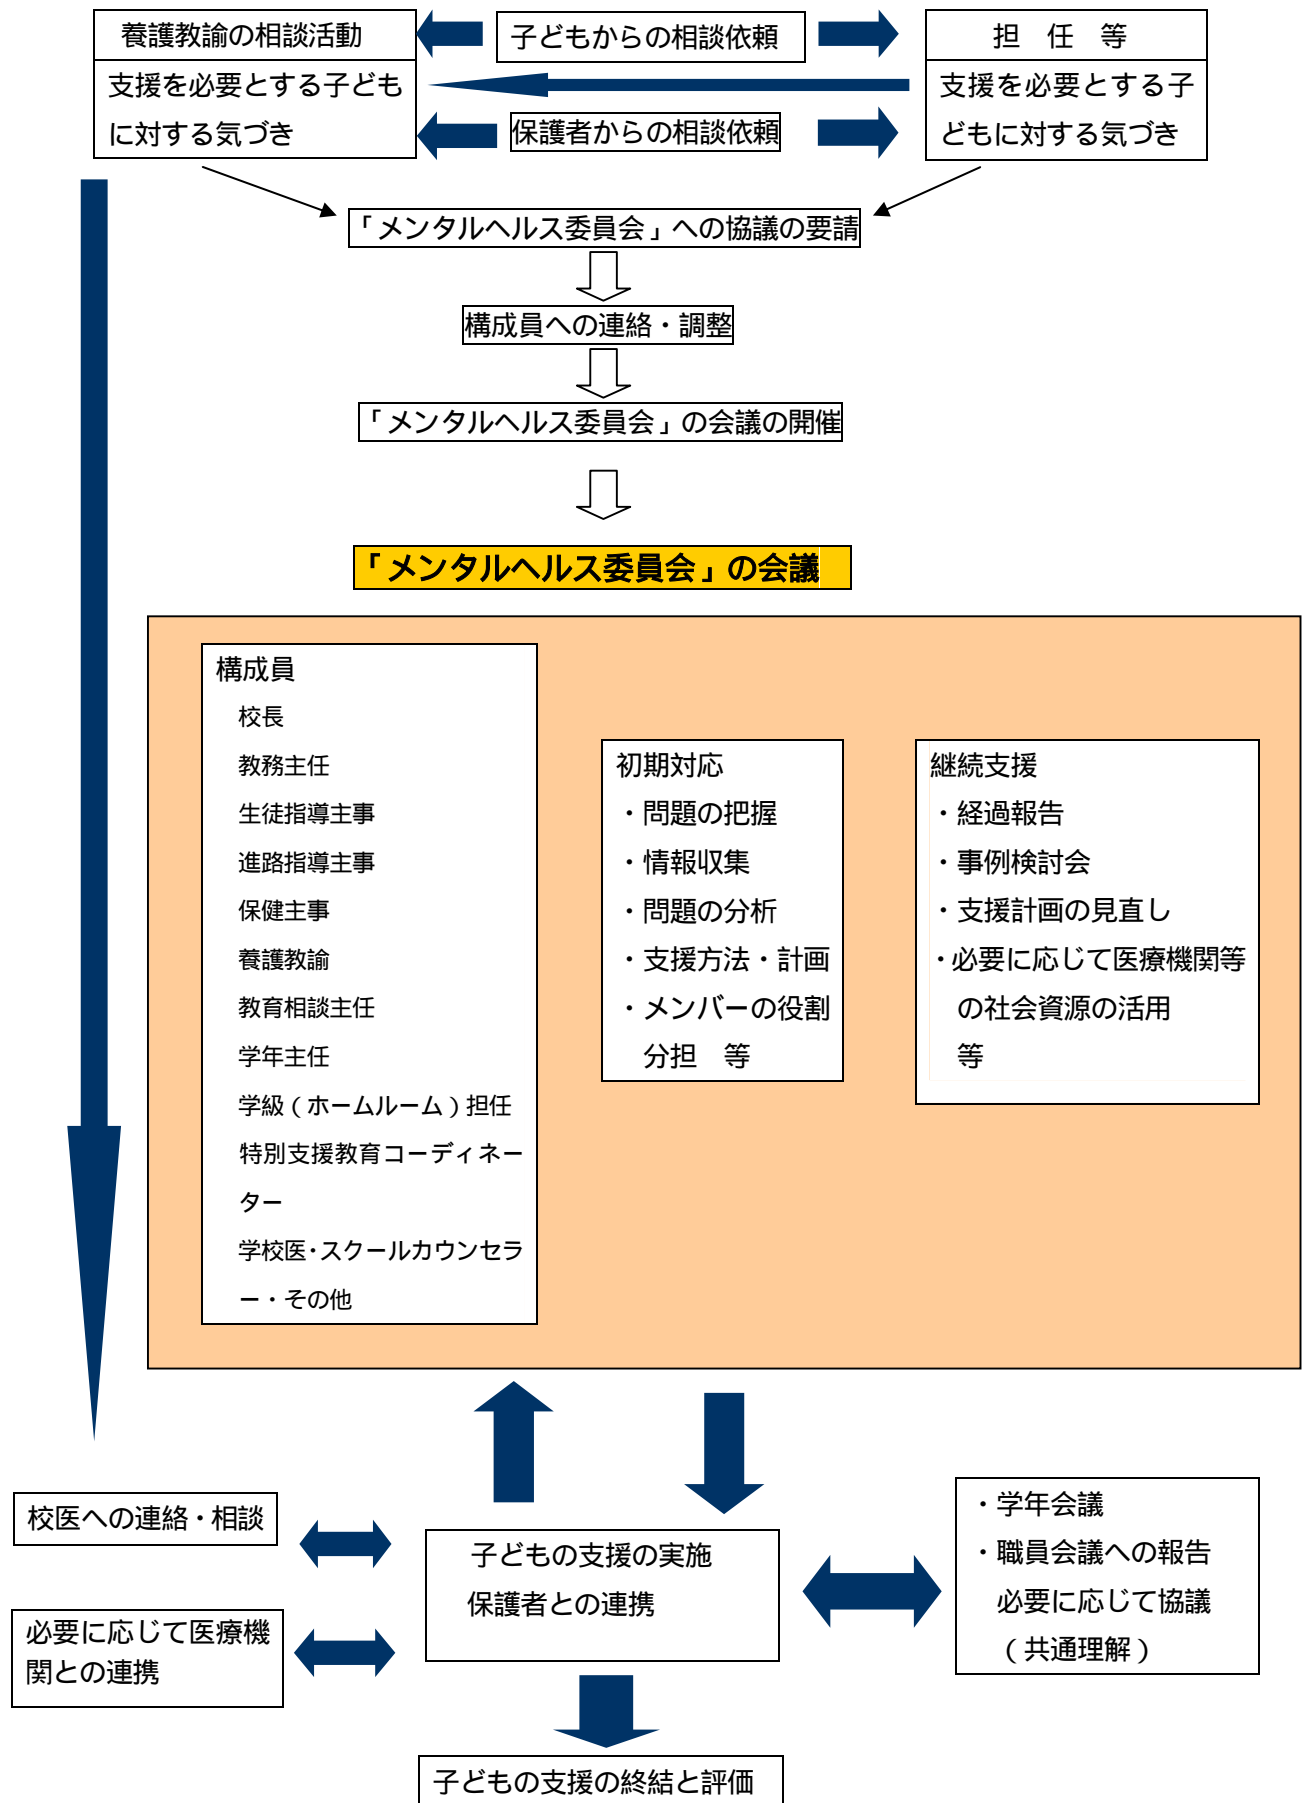 養護教諭の相談活動
支援を必要とする子ども
に対する気づき
子どもからの相談依頼
保護者からの相談依頼
担　任　等
支援を必要とする子
どもに対する気づき
「メンタルヘルス委員会」への協議の要請
構成員への連絡・調整
「メンタルヘルス委員会」の会議の開催
「メンタルヘルス委員会」の会議
構成員
校長
教務主任
生徒指導主事
進路指導主事
保健主事
養護教諭
教育相談主任
学年主任
学級（ホームルーム）担任
特別支援教育コーディネー
ター
学校医・スクールカウンセラ
ー・その他
初期対応
・問題の把握
・情報収集
・問題の分析
・支援方法・計画
・メンバーの役割
分担　等
継続支援
・経過報告
・事例検討会
・支援計画の見直し
・必要に応じて医療機関等
の社会資源の活用
等
校医への連絡・相談
必要に応じて医療機
関との連携
子どもの支援の実施
保護者との連携
・学年会議
・職員会議への報告
必要に応じて協議
（共通理解）
子どもの支援の終結と評価